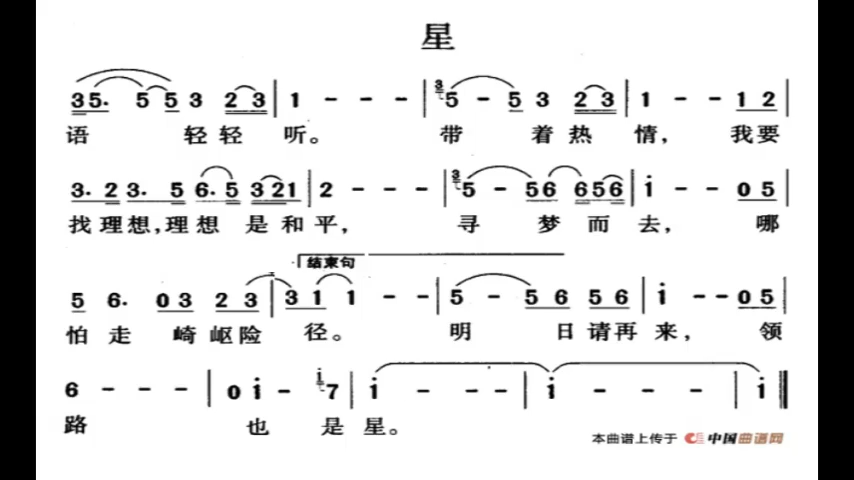 星
3 5. 5 5 3 2 3 | 1 - - - | 3 5 - 5 3 2 3 | 1 - - 1 2 |
语 轻轻 听。 带 着 热 情, 我要
3. 2 3. 5 6. 5 3 2 1 | 2 - - - | 3 5 - 5 6 6 5 6 | i - - 0 5 |
找理想,理想 是和平, 寻 梦而去, 哪
结束句
5 6. 0 3 2 3 | 3 1 1 - - | 5 - 5 6 5 6 | i - - 0 5 |
怕走 崎岖险 径。 明 日请再来, 领
6 - - - | 0 i - i 7 | i - - - | i - - - | i ‖
路 也 是星。
本曲谱上传于 中国曲谱网